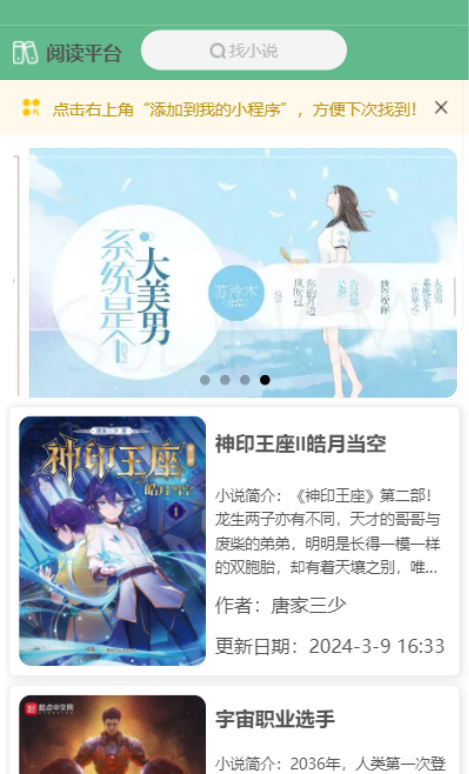 阅读平台
找小说
点击右上角“添加到我的小程序”，方便下次找到！
系统是个
大美男
苏泠木
神印王座
皓月当空
1
神印王座II皓月当空
小说简介：《神印王座》第二部！
龙生两子亦有不同，天才的哥哥与
废柴的弟弟，明明是长得一模一样
的双胞胎，却有着天壤之别，唯...
作者：唐家三少
更新日期：2024-3-9 16:33
起点中文网
宇宙职业选手
小说简介：2036年，人类第一次登